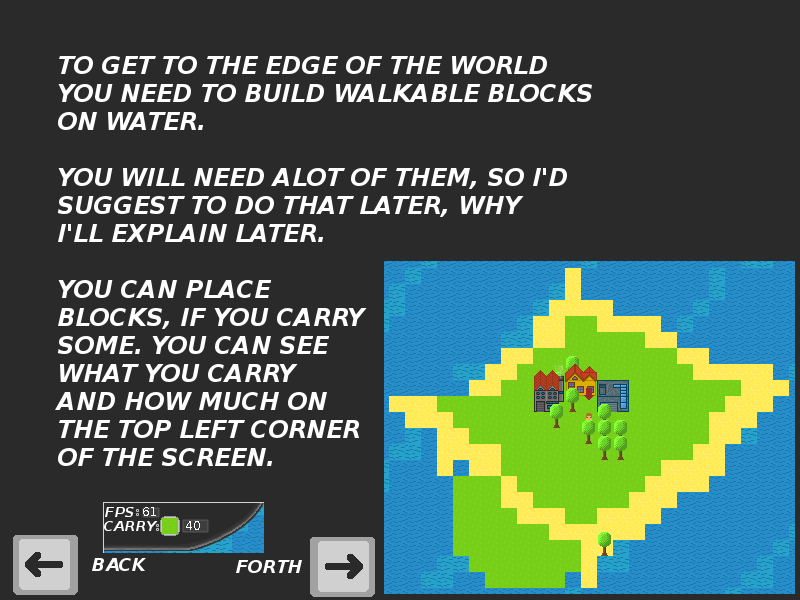 TO GET TO THE EDGE OF THE WORLD
YOU NEED TO BUILD WALKABLE BLOCKS
ON WATER.
YOU WILL NEED ALOT OF THEM, SO I'D
SUGGEST TO DO THAT LATER, WHY
I'LL EXPLAIN LATER.
YOU CAN PLACE
BLOCKS, IF YOU CARRY
SOME. YOU CAN SEE
WHAT YOU CARRY
AND HOW MUCH ON
THE TOP LEFT CORNER
OF THE SCREEN.
FPS: 61
CARRY: 40
BACK
FORTH